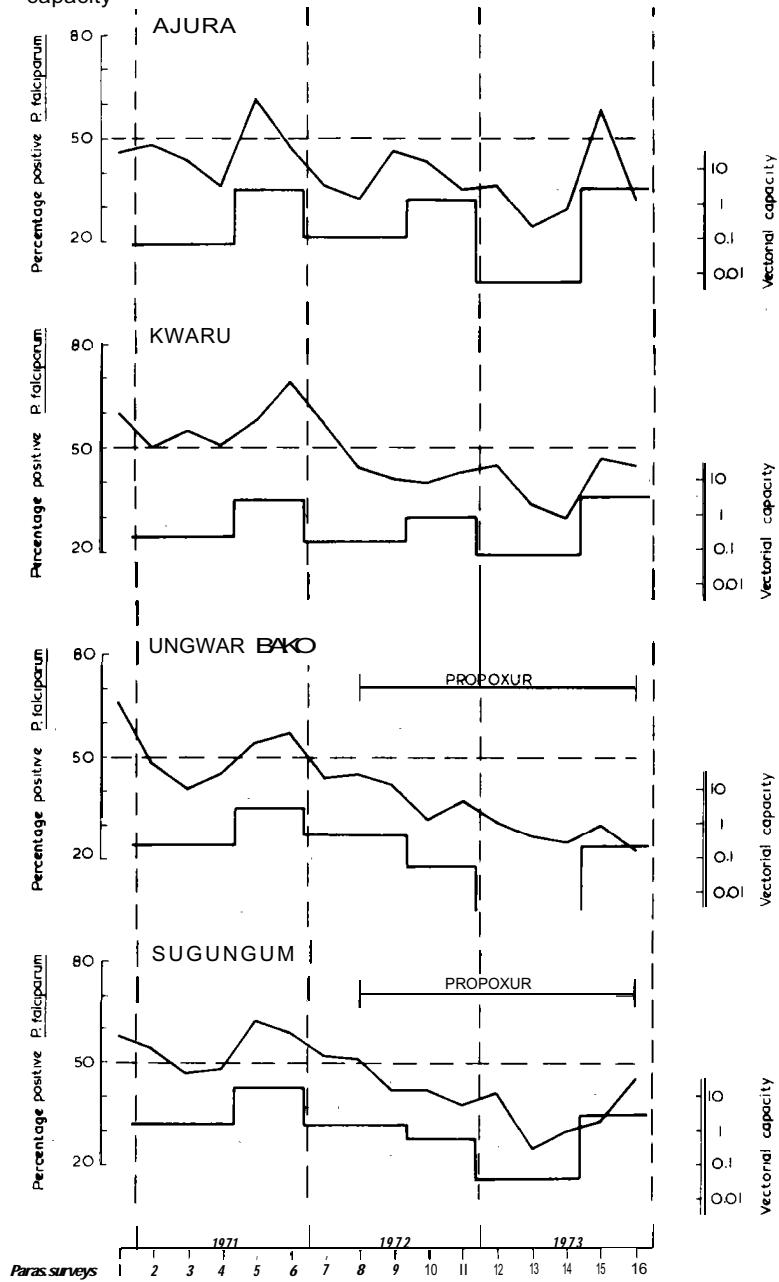 capacity
AJURA
Percentage positive P. falciparum
80
50
20
10
1
0.1
0.01
Vectorial capacity
KWARU
Percentage positive P. falciparum
80
50
20
10
1
0.1
0.01
Vectorial capacity
UNGWAR BAKO
PROPOXUR
Percentage positive P. falciparum
80
50
20
10
1
0.1
0.01
Vectorial capacity
SUGUNGUM
PROPOXUR
Percentage positive P. falciparum
80
50
20
10
1
0.1
0.01
Vectorial capacity
1971 1972 1973
Paras.surveys 1 2 3 4 5 6 7 8 9 10 11 12 13 14 15 16